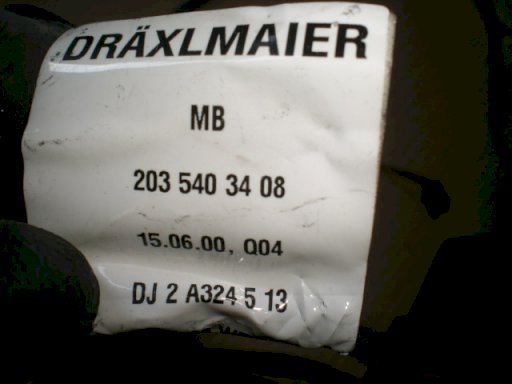 DRÄXLMAIER
MB
203 540 34 08
15.06.00, Q04
DJ 2 A324 5 13